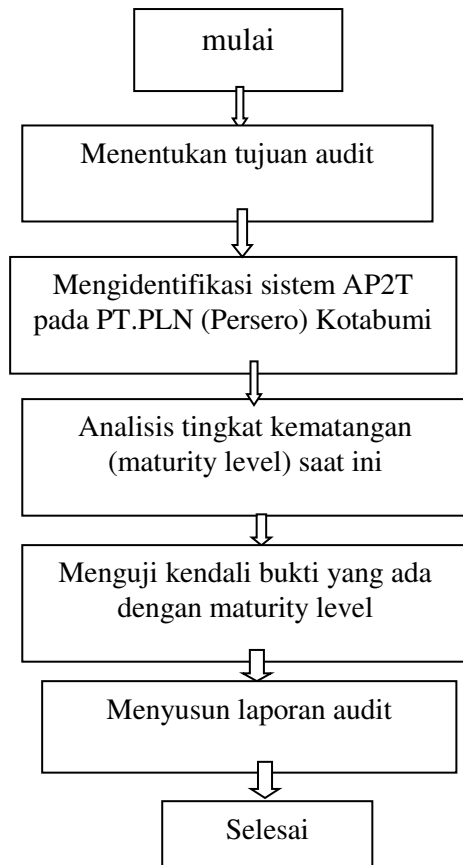 mulai
Menentukan tujuan audit
Mengidentifikasi sistem AP2T
pada PT.PLN (Persero) Kotabumi
Analisis tingkat kematangan
(maturity level) saat ini
Menguji kendali bukti yang ada
dengan maturity level
Menyusun laporan audit
Selesai